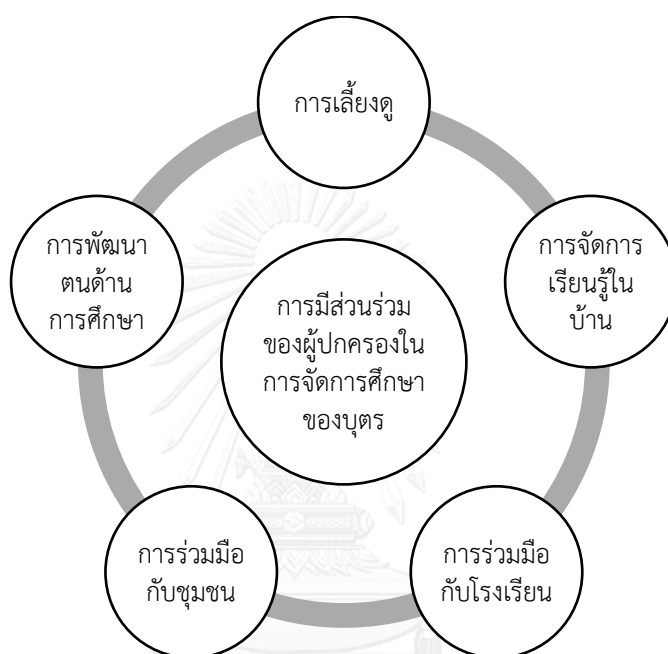 การเลี้ยงดู
การพัฒนา
ตนด้าน
การศึกษา
การจัดการ
เรียนรู้ใน
บ้าน
การมีส่วนร่วม
ของผู้ปกครองใน
การจัดการศึกษา
ของบุตร
การร่วมมือ
กับชุมชน
การร่วมมือ
กับโรงเรียน